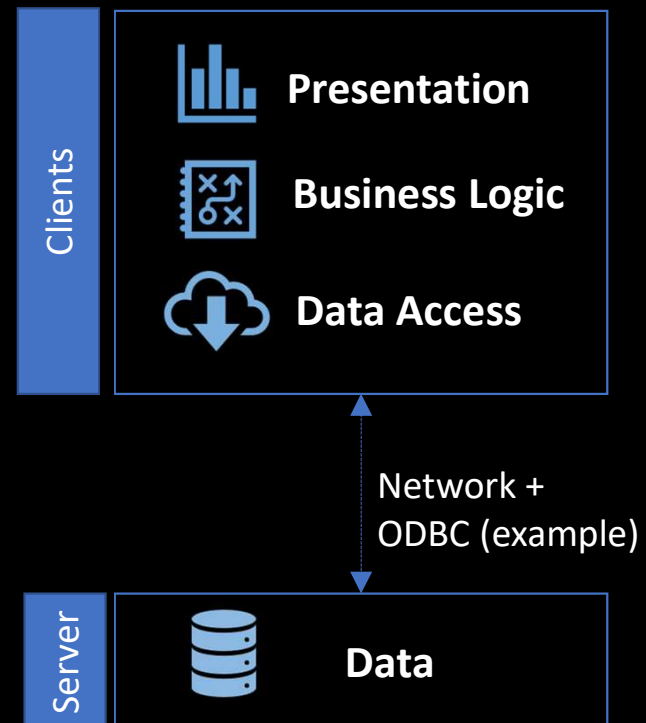 Clients
Presentation
Business Logic
Data Access
Network +
ODBC (example)
Server
Data